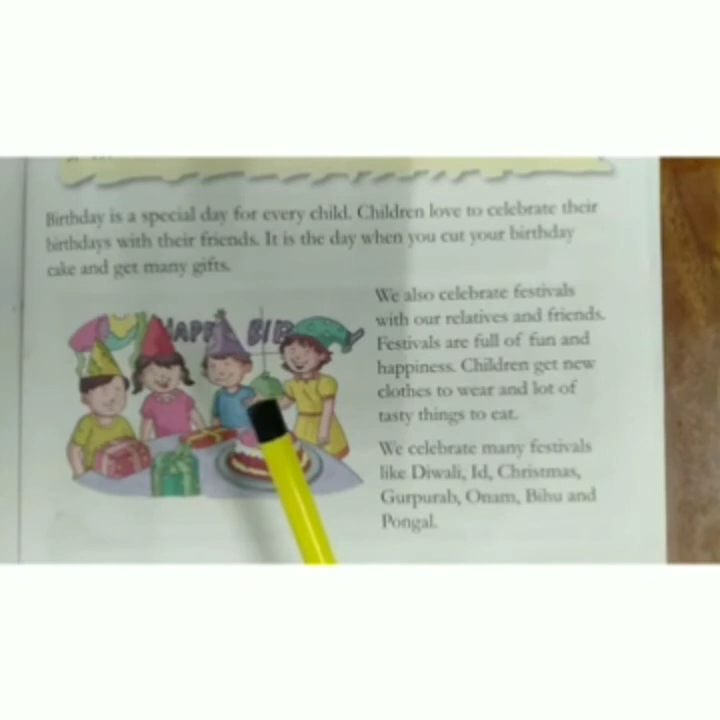 Birthday is a special day for every child. Children love to celebrate their
birthdays with their friends. It is the day when you cut your birthday
cake and get many gifts.
HAPPY BIR
We also celebrate festivals
with our relatives and friends.
Festivals are full of fun and
happiness. Children get new
clothes to wear and lot of
tasty things to eat.
We celebrate many festivals
like Diwali, Id, Christmas,
Gurpurab, Onam, Bihu and
Pongal.